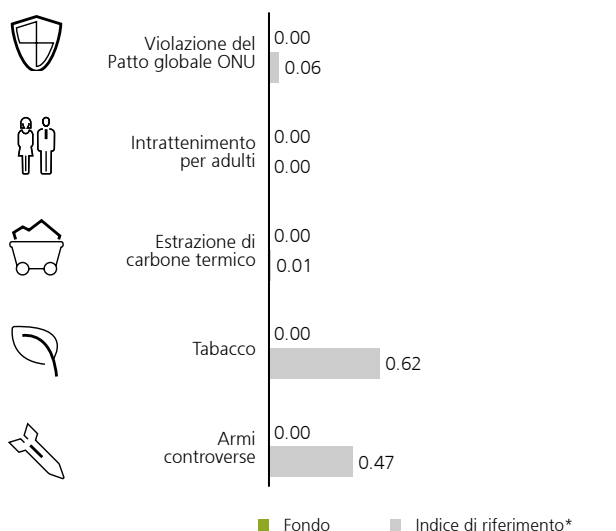 Violazione del
Patto globale ONU
0.00
0.06
Intrattenimento
per adulti
0.00
0.00
Estrazione di
carbone termico
0.00
0.01
Tabacco
0.00
0.62
Armi
controverse
0.00
0.47
Fondo
Indice di riferimento*